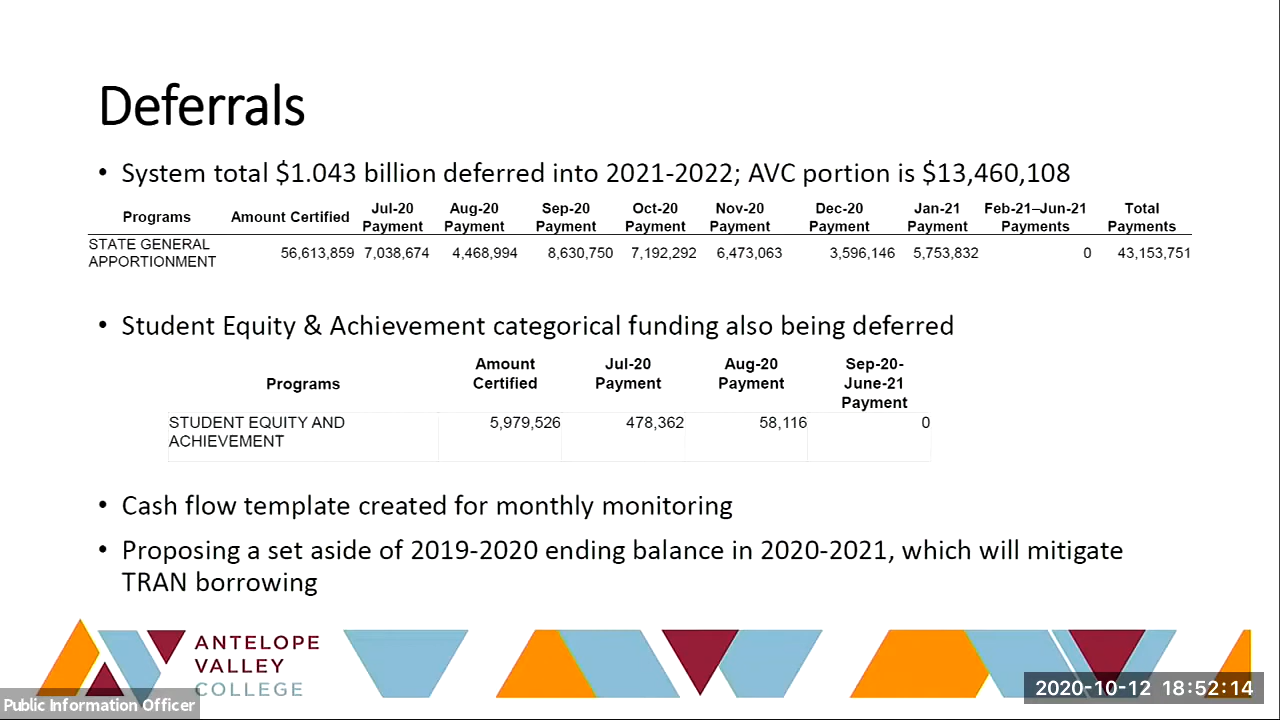 Deferrals
• System total $1.043 billion deferred into 2021-2022; AVC portion is $13,460,108
Programs Amount Certified Jul-20 Payment Aug-20 Payment Sep-20 Payment Oct-20 Payment Nov-20 Payment Dec-20 Payment Jan-21 Payment Feb-21–Jun-21 Payments Total Payments
STATE GENERAL APPORTIONMENT 56,613,859 7,038,674 4,468,994 8,630,750 7,192,292 6,473,063 3,596,146 5,753,832 0 43,153,751
• Student Equity & Achievement categorical funding also being deferred
Programs Amount Certified Jul-20 Payment Aug-20 Payment Sep-20-June-21 Payment
STUDENT EQUITY AND ACHIEVEMENT 5,979,526 478,362 58,116 0
• Cash flow template created for monthly monitoring
• Proposing a set aside of 2019-2020 ending balance in 2020-2021, which will mitigate
TRAN borrowing
ANTELOPE
VALLEY
COLLEGE
2020-10-12 18:52:14
Public Information Officer